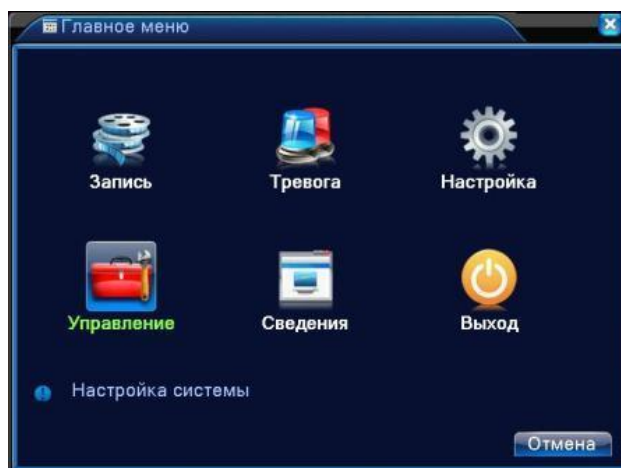 Главное меню
Запись Тревога Настройка
Управление Сведения Выход
Настройка системы
Отмена